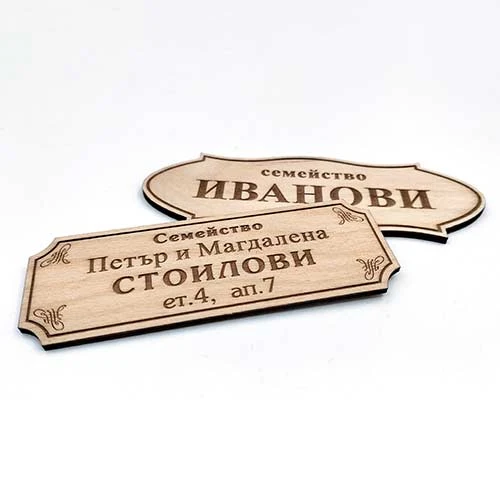 семейство
ИВАНОВИ
Семейство
Петър и Магдалена
СТОИЛОВИ
ет.4, ап.7